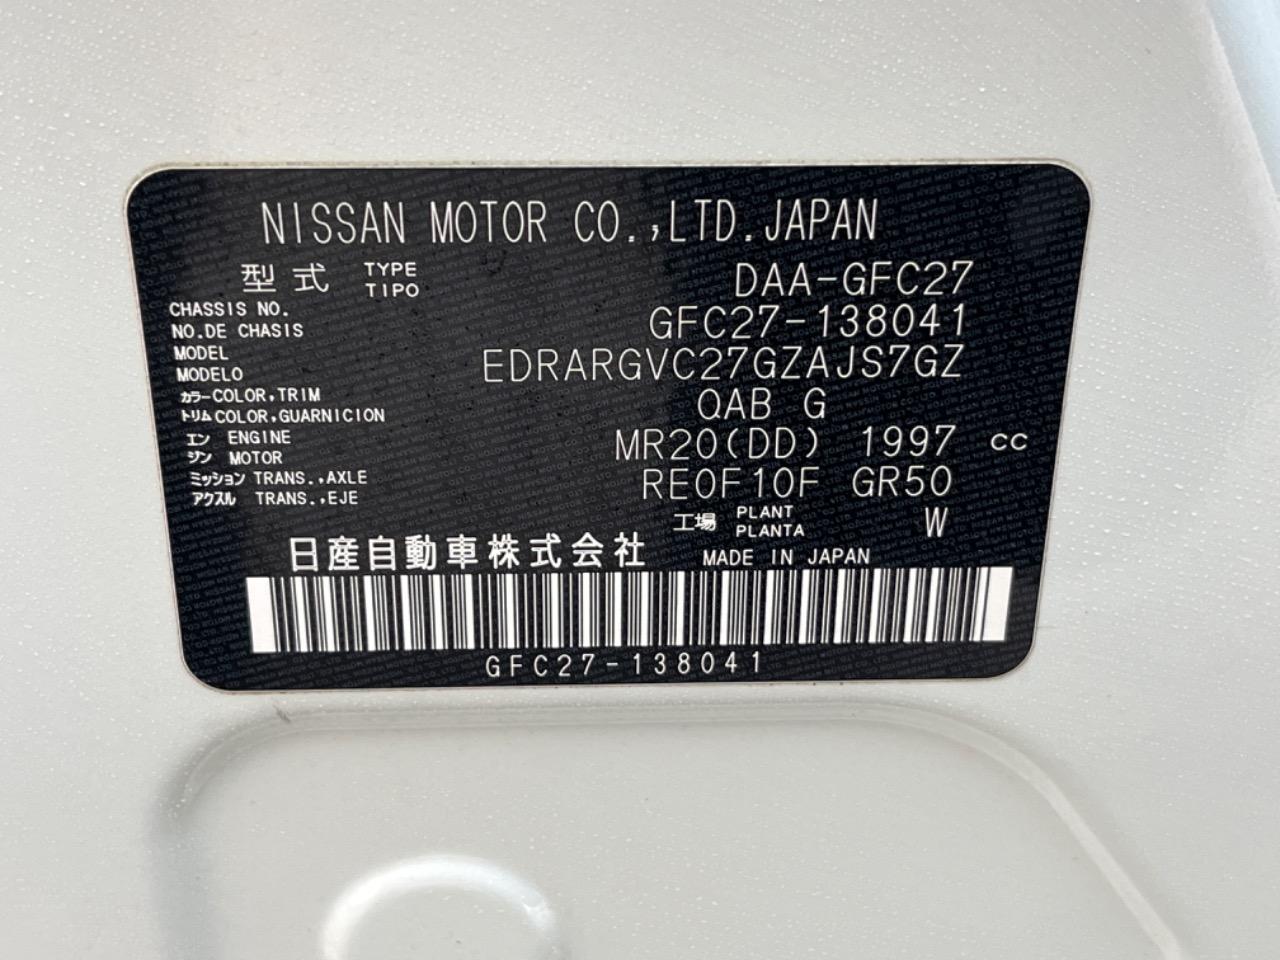 NISSAN MOTOR CO.,LTD.JAPAN
型式 TYPE TIPO DAA-GFC27
CHASSIS NO.
NO.DE CHASIS GFC27-138041
MODEL
MODELO EDRARGVC27GZAJS7GZ
カラー COLOR,TRIM
トリム COLOR,GUARNICION QAB G
エン ENGINE
ジン MOTOR MR20(DD) 1997 cc
ミッション TRANS.,AXLE
アクスル TRANS.,EJE RE0F10F GR50
工場 PLANT PLANTA W
日産自動車株式会社 MADE IN JAPAN
GFC27-138041